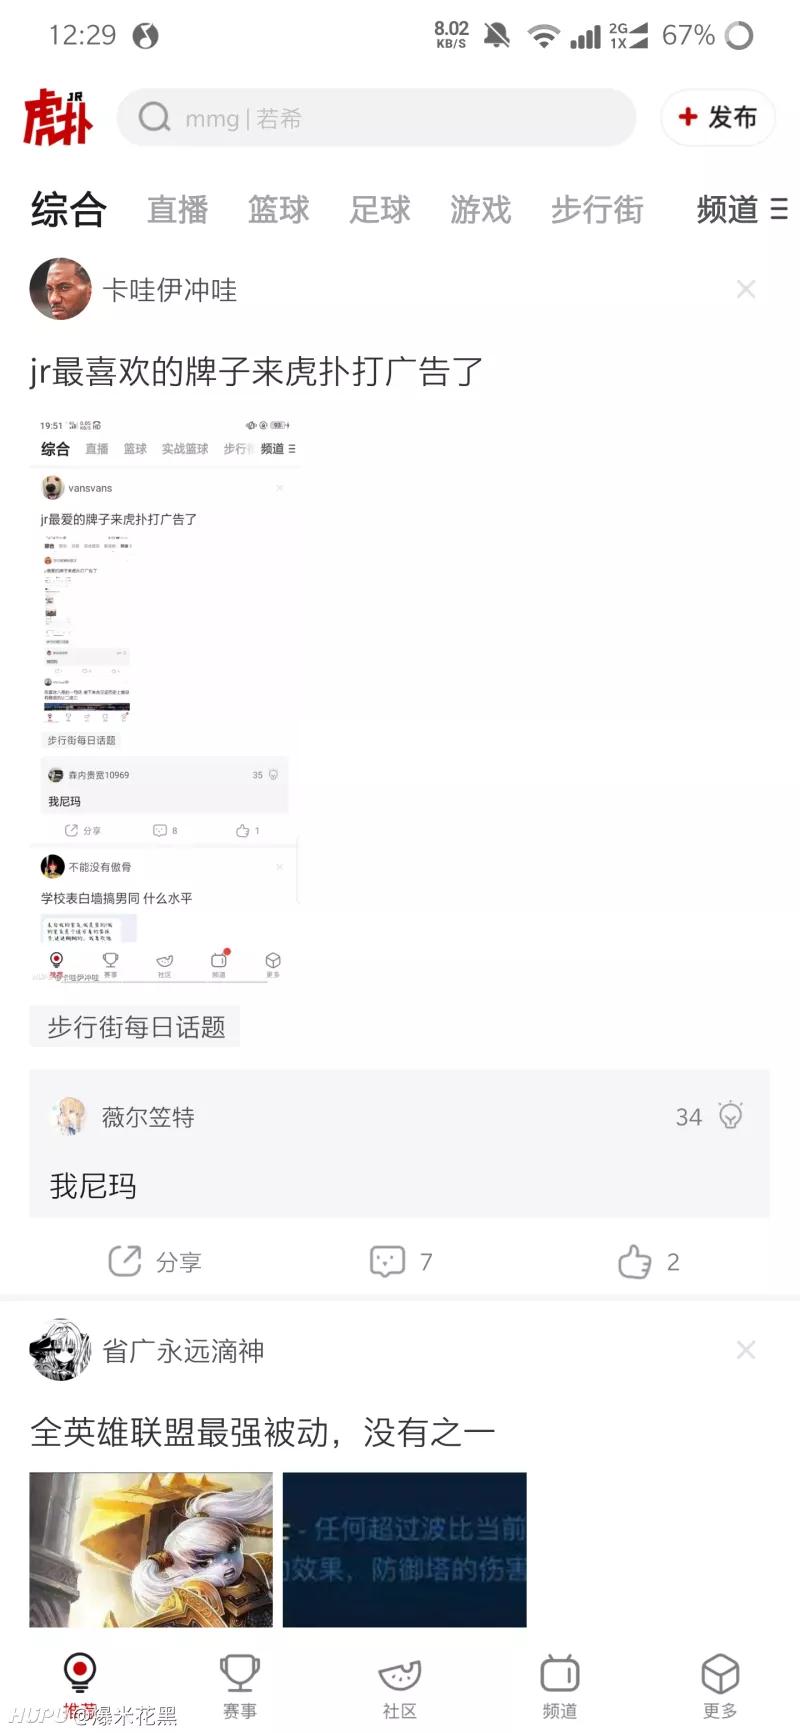 12:29
8.02
KB/S
2G
1X
67%
虎扑
JR
mmg | 若希
发布
综合 直播 篮球 足球 游戏 步行街 频道
卡哇伊冲哇
jr最喜欢的牌子来虎扑打广告了
19:51
综合 直播 篮球 实战篮球 步行 频道
vansvans
jr最爱的牌子来虎扑打广告了
步行街每日话题
森内贵宽10969 35
我尼玛
分享 8 1
不能没有傲骨
学校表白墙搞男同 什么水平
推荐 赛事 社区 频道 更多
@卡哇伊冲哇
步行街每日话题
薇尔笠特 34
我尼玛
分享 7 2
省广永远滴神
全英雄联盟最强被动，没有之一
- 任何超过波比当前
效果，防御塔的伤害
推荐 赛事 社区 频道 更多
HUPU @爆米花黑